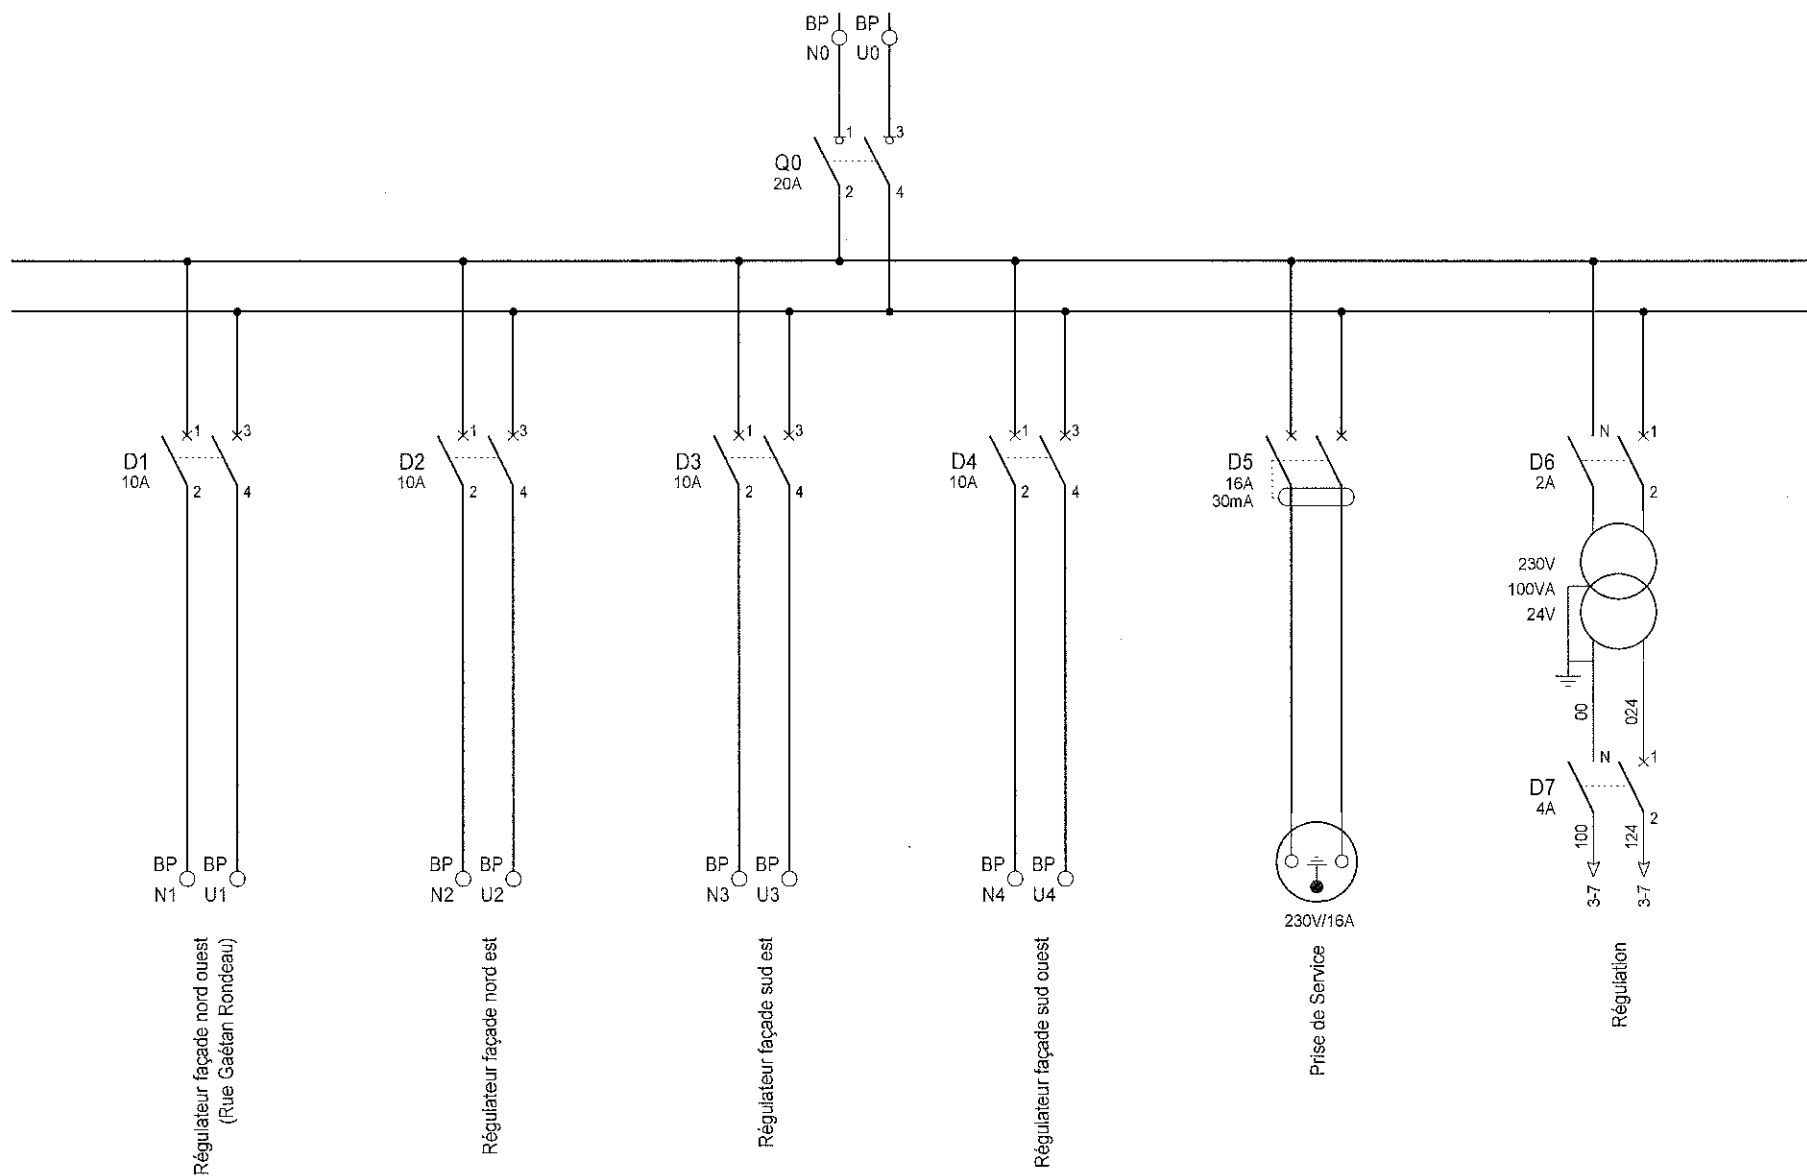 BP BP
N0 U0
1 3
Q0
20A
2 4
1 3
D1
10A
2 4
1 3
D2
10A
2 4
1 3
D3
10A
2 4
1 3
D4
10A
2 4
D5
16A
30mA
N 1
D6
2A
2
230V
100VA
24V
00 024
N 1
D7
4A
2
100 124
3-7 3-7
BP BP
N1 U1
BP BP
N2 U2
BP BP
N3 U3
BP BP
N4 U4
230V/16A
Régulateur façade nord ouest
(Rue Gaétan Rondeau)
Régulateur façade nord est
Régulateur façade sud est
Régulateur façade sud ouest
Prise de Service
Régulation